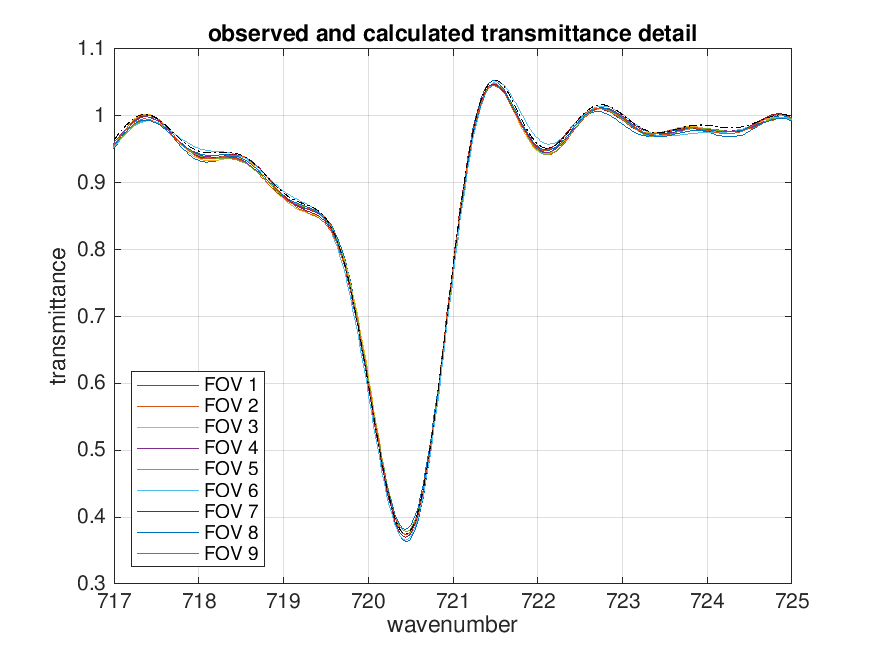 observed and calculated transmittance detail
1.1
1
0.9
0.8
0.7
0.6
0.5
0.4
0.3
transmittance
FOV 1
FOV 2
FOV 3
FOV 4
FOV 5
FOV 6
FOV 7
FOV 8
FOV 9
717 718 719 720 721 722 723 724 725
wavenumber